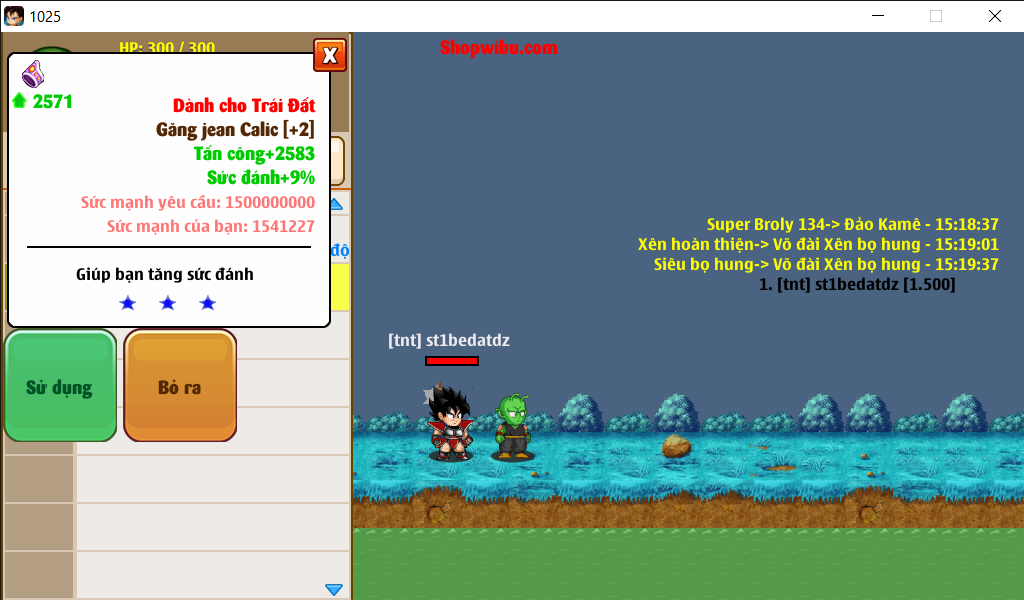 1025
HP: 300 / 300
Shopwibu.com
X
2571
Dành cho Trái Đất
Găng jean Calic [+2]
Tấn công+2583
Sức đánh+9%
Sức mạnh yêu cầu: 1500000000
Sức mạnh của bạn: 1541227
độ
Giúp bạn tăng sức đánh
Sử dụng
Bỏ ra
Super Broly 134-> Đảo Kamê - 15:18:37
Xên hoàn thiện-> Võ đài Xên bọ hung - 15:19:01
Siêu bọ hung-> Võ đài Xên bọ hung - 15:19:37
1. [tnt] st1bedatdz [1.500]
[tnt] st1bedatdz